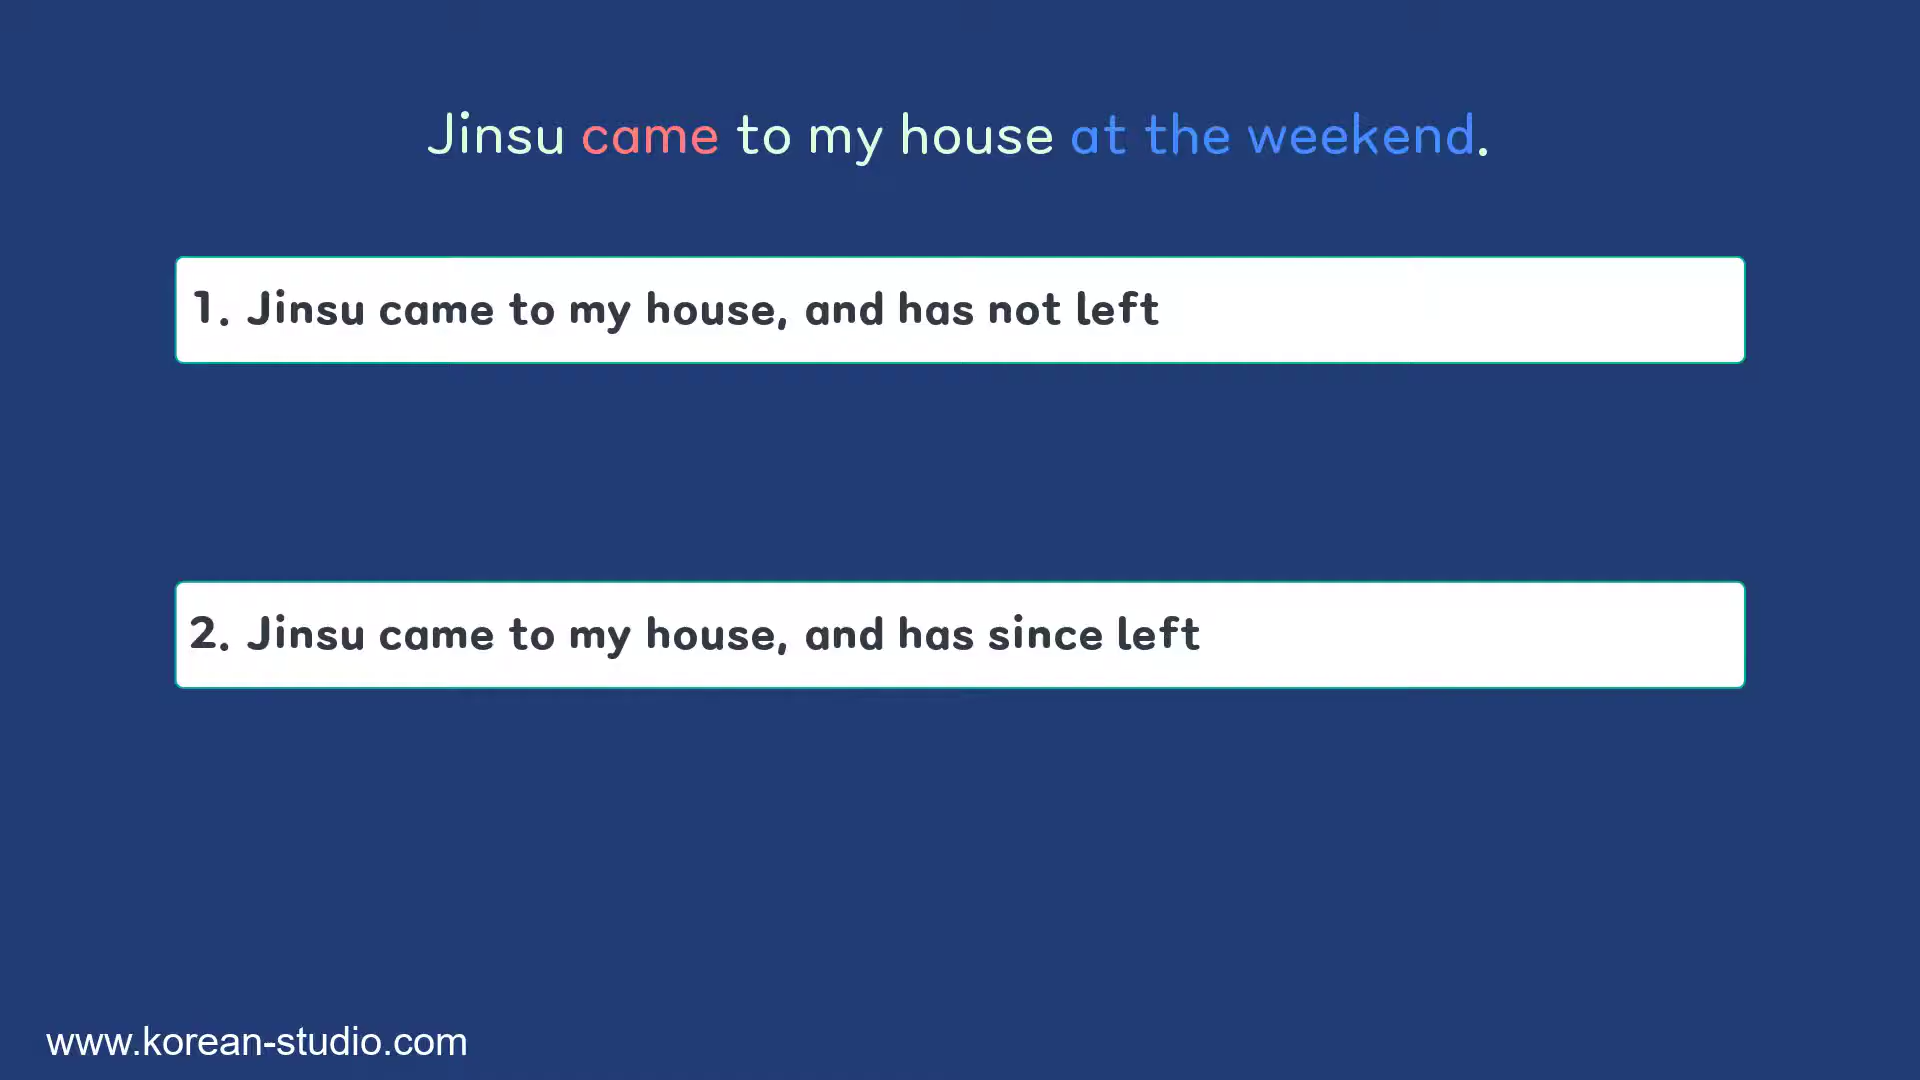 Jinsu came to my house at the weekend.
1. Jinsu came to my house, and has not left
2. Jinsu came to my house, and has since left
www.korean-studio.com